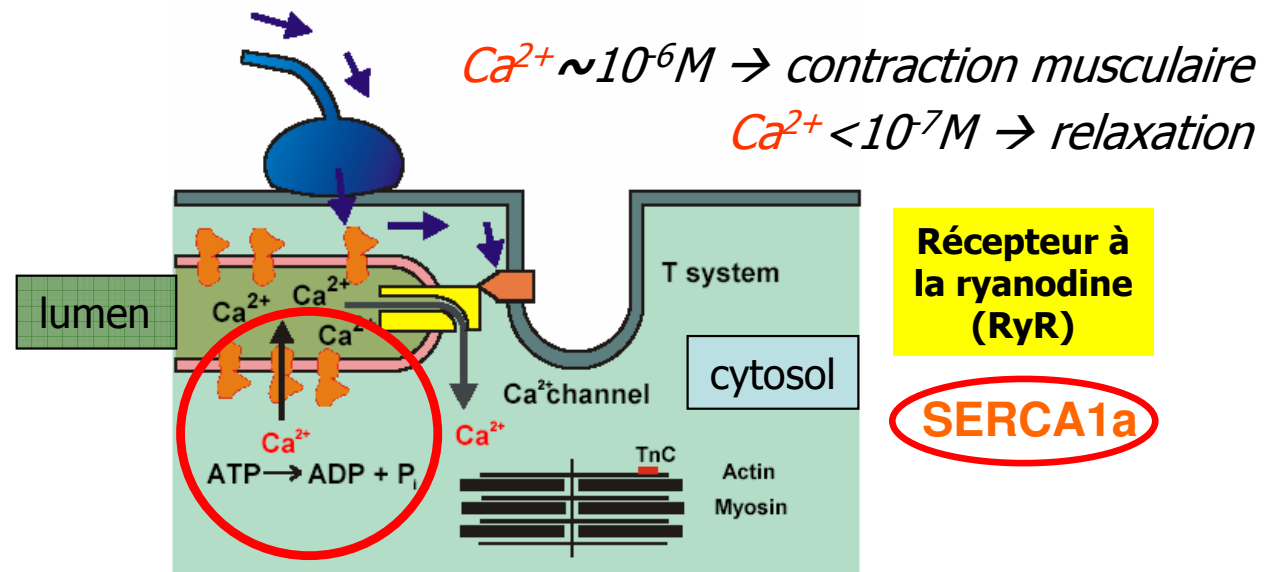 Ca²⁺ ~10⁻⁶M → contraction musculaire
Ca²⁺ <10⁻⁷M → relaxation
Récepteur à
la ryanodine
(RyR)
SERCA1a
T system
lumen
Ca²⁺
Ca²⁺
Ca²⁺
cytosol
Ca²⁺channel
Ca²⁺
Ca²⁺
ATP→ADP + Pi
TnC
Actin
Myosin